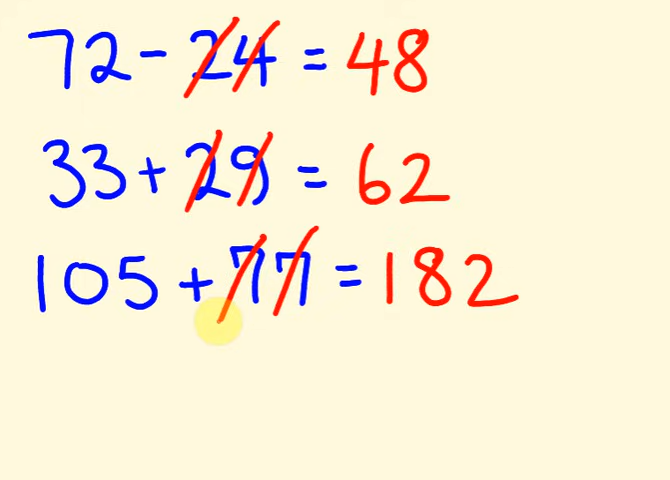 72 - 24 = 48
33 + 29 = 62
105 + 77 = 182